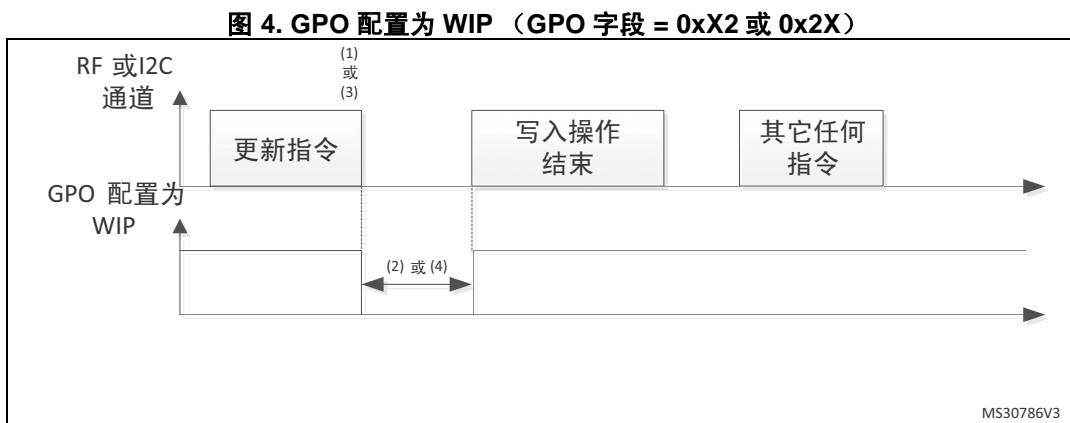 图 4. GPO 配置为 WIP （GPO 字段 = 0xX2 或 0x2X）
RF 或I2C
通道
(1)
或
(3)
更新指令
写入操作
结束
其它任何
指令
GPO 配置为
WIP
(2) 或 (4)
MS30786V3